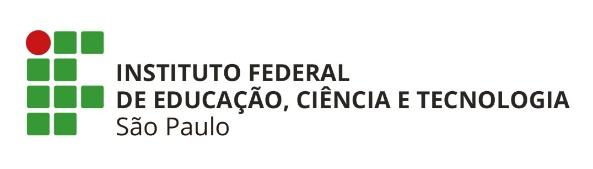 INSTITUTO FEDERAL
DE EDUCAÇÃO, CIÊNCIA E TECNOLOGIA
São Paulo